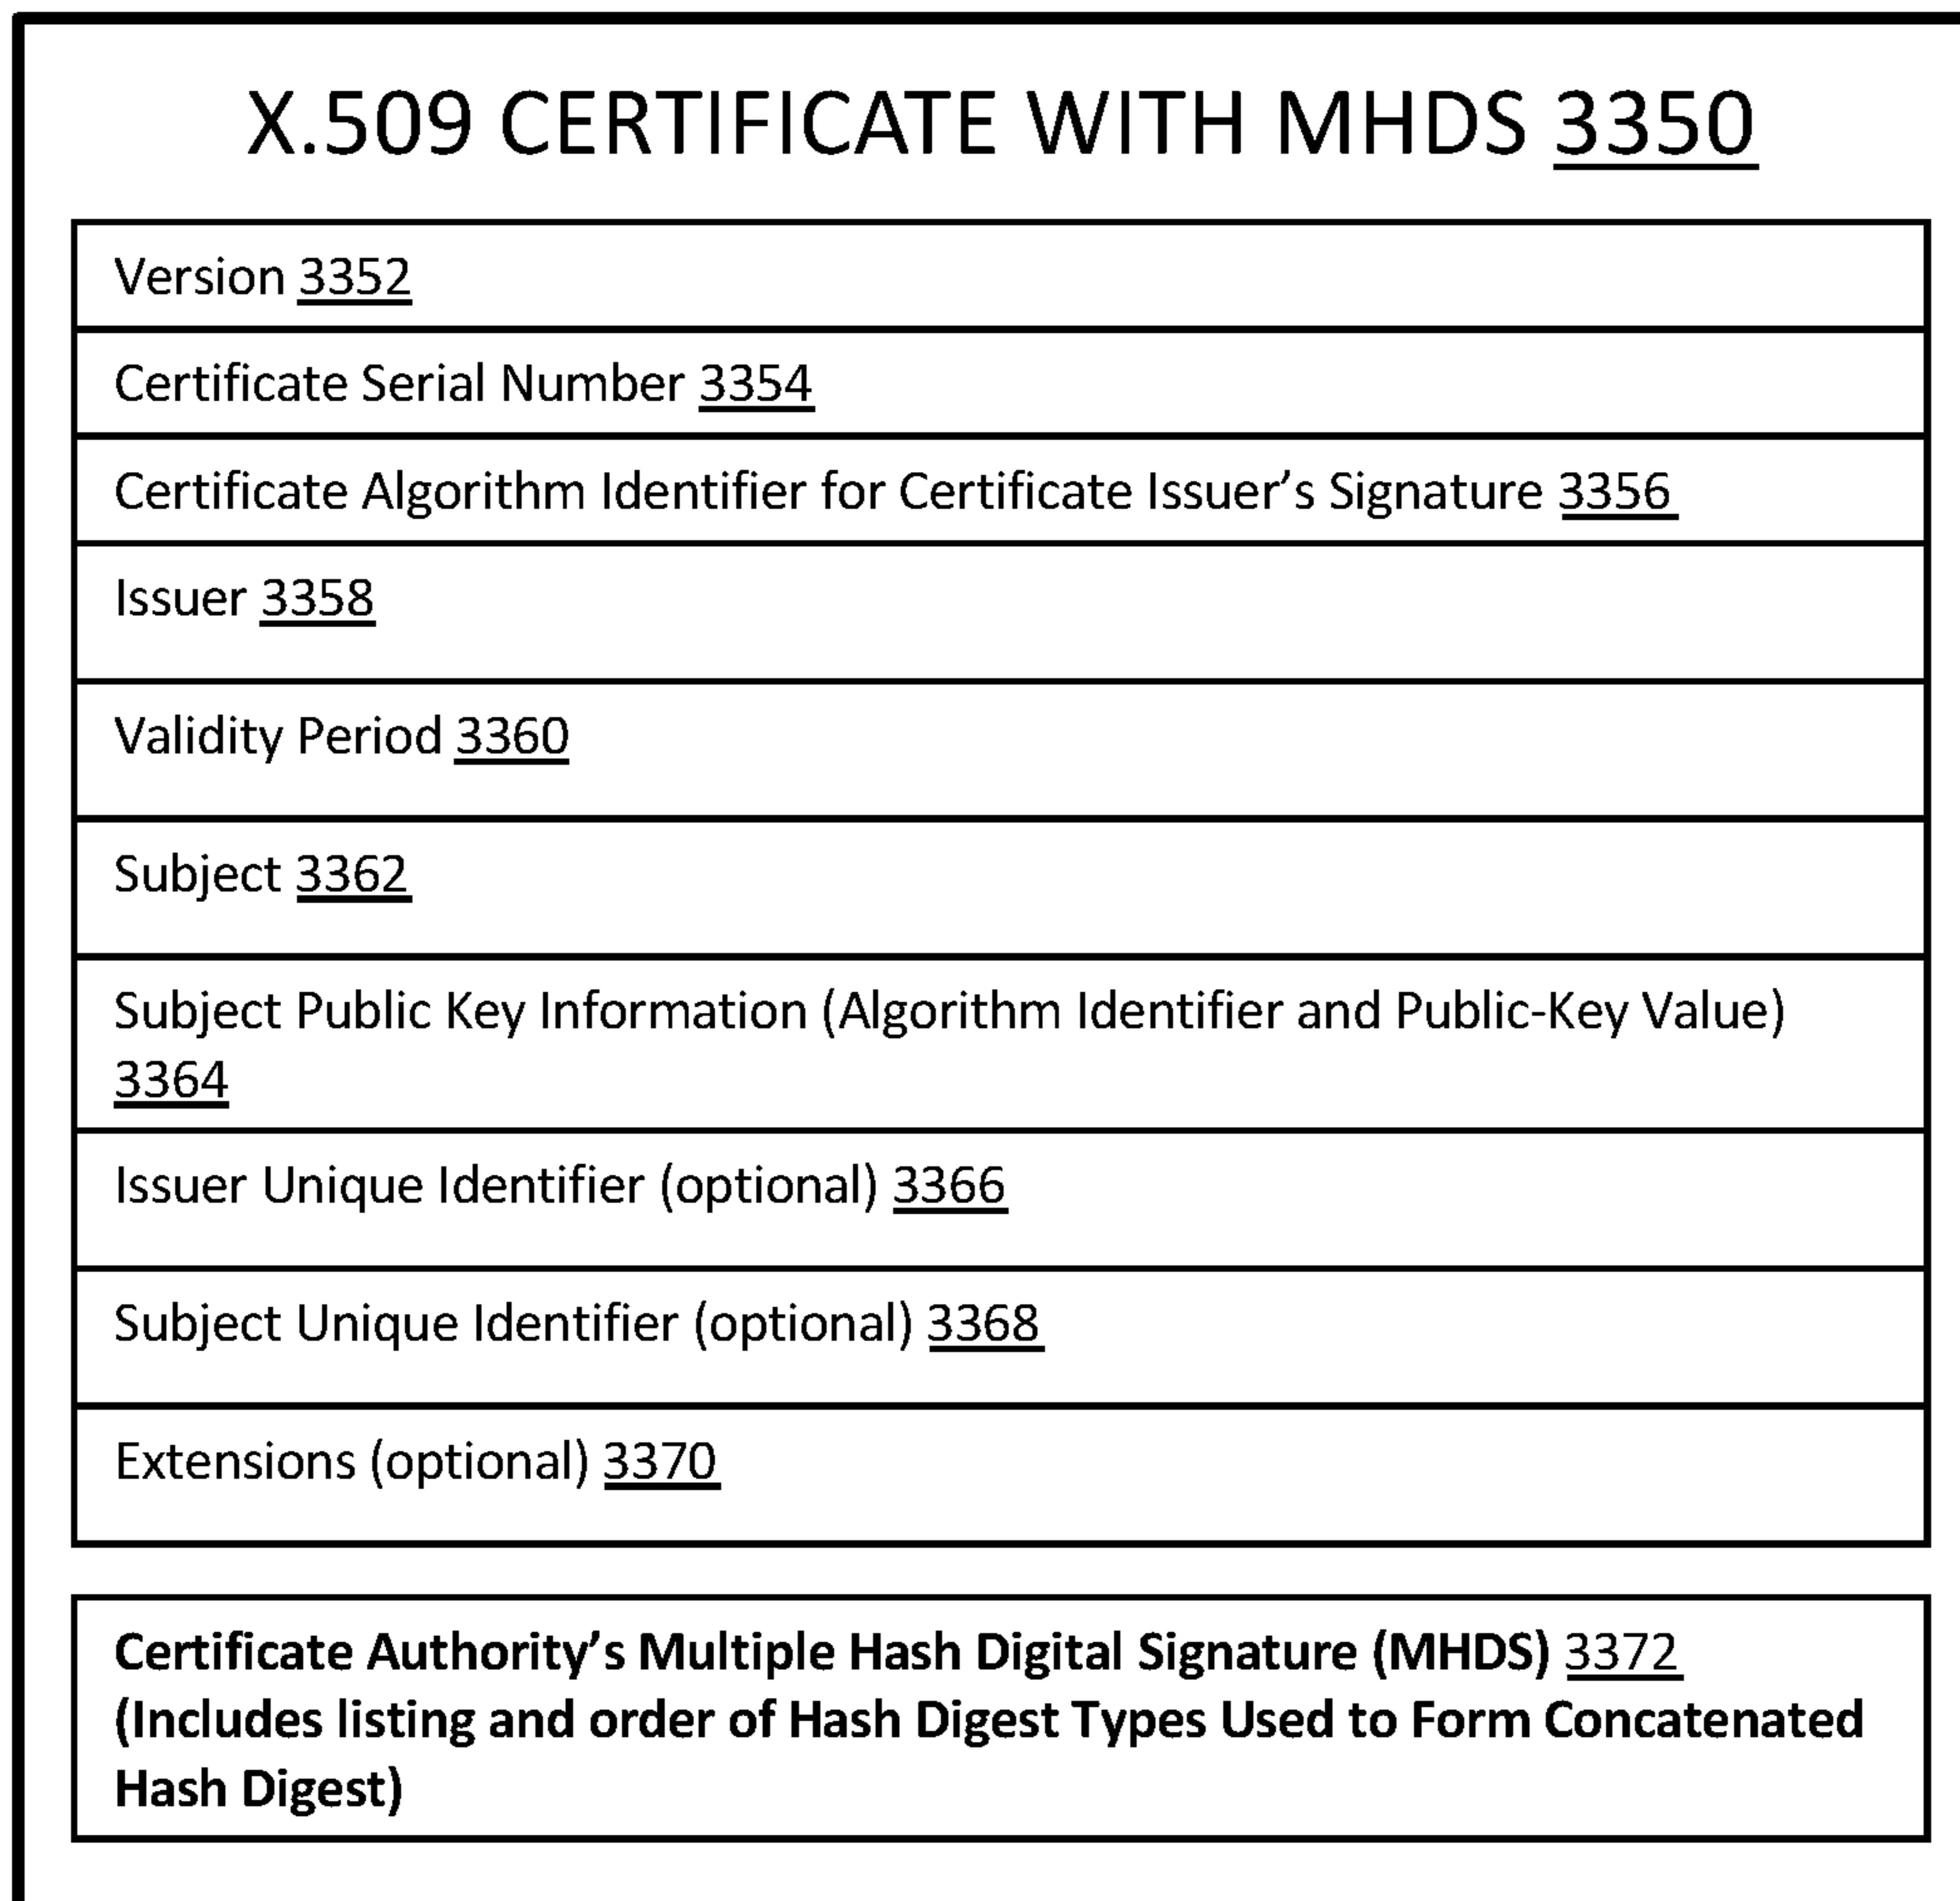 X.509 CERTIFICATE WITH MHDS 3350
Version 3352
Certificate Serial Number 3354
Certificate Algorithm Identifier for Certificate Issuer’s Signature 3356
Issuer 3358
Validity Period 3360
Subject 3362
Subject Public Key Information (Algorithm Identifier and Public-Key Value)
3364
Issuer Unique Identifier (optional) 3366
Subject Unique Identifier (optional) 3368
Extensions (optional) 3370
Certificate Authority’s Multiple Hash Digital Signature (MHDS) 3372
(Includes listing and order of Hash Digest Types Used to Form Concatenated
Hash Digest)